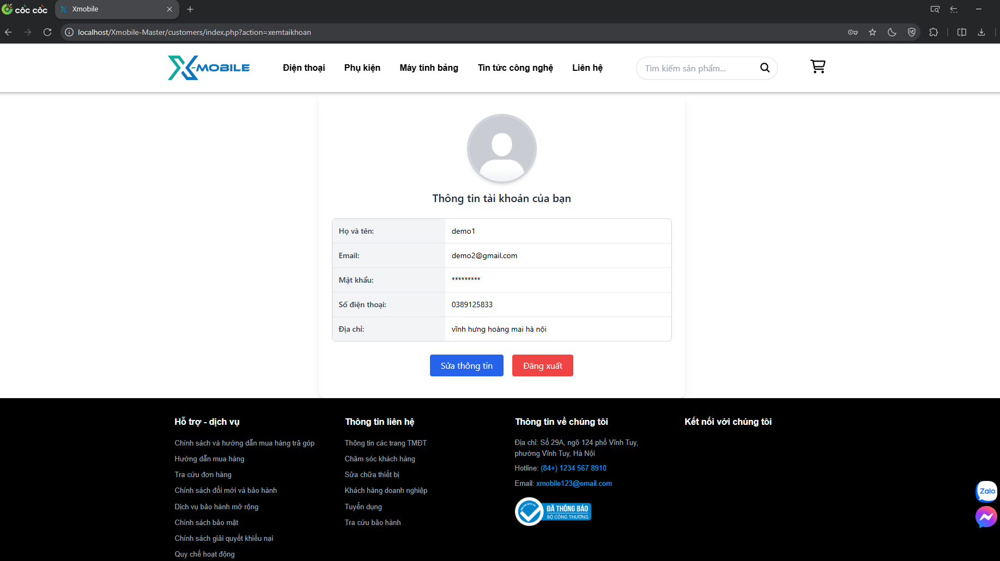 cốc cốc
Xmobile
localhost/Xmobile-Master/customers/index.php?action=xemtaikhoan
X-MOBILE
Điện thoại
Phụ kiện
Máy tính bảng
Tin tức công nghệ
Liên hệ
Tìm kiếm sản phẩm...
Thông tin tài khoản của bạn
Họ và tên: demo1
Email: demo2@gmail.com
Mật khẩu: *********
Số điện thoại: 0389125833
Địa chỉ: vĩnh hưng hoàng mai hà nội
Sửa thông tin
Đăng xuất
Hỗ trợ - dịch vụ
Chính sách và hướng dẫn mua hàng trả góp
Hướng dẫn mua hàng
Tra cứu đơn hàng
Chính sách đổi mới và bảo hành
Dịch vụ bảo hành mở rộng
Chính sách bảo mật
Chính sách giải quyết khiếu nại
Quy chế hoạt động
Thông tin liên hệ
Thông tin các trang TMĐT
Chăm sóc khách hàng
Sửa chữa thiết bị
Khách hàng doanh nghiệp
Tuyển dụng
Tra cứu bảo hành
Thông tin về chúng tôi
Địa chỉ: Số 29A, ngõ 124 phố Vĩnh Tuy,
phường Vĩnh Tuy, Hà Nội
Hotline: (84+) 1234 567 8910
Email: xmobile123@email.com
ĐÃ THÔNG BÁO
BỘ CÔNG THƯƠNG
Kết nối với chúng tôi
Zalo